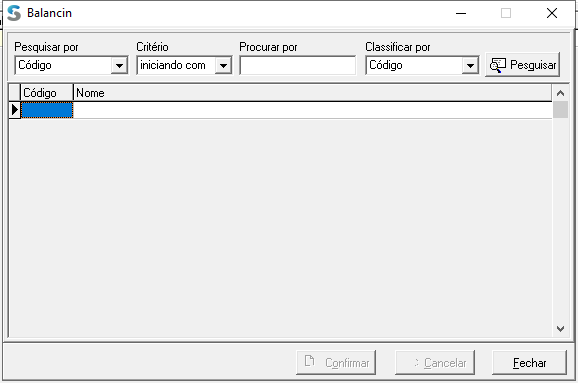 Balancin
Pesquisar por
Critério
Procurar por
Classificar por
Código
iniciando com
Código
Pesquisar
Código
Nome
Confirmar
Cancelar
Fechar